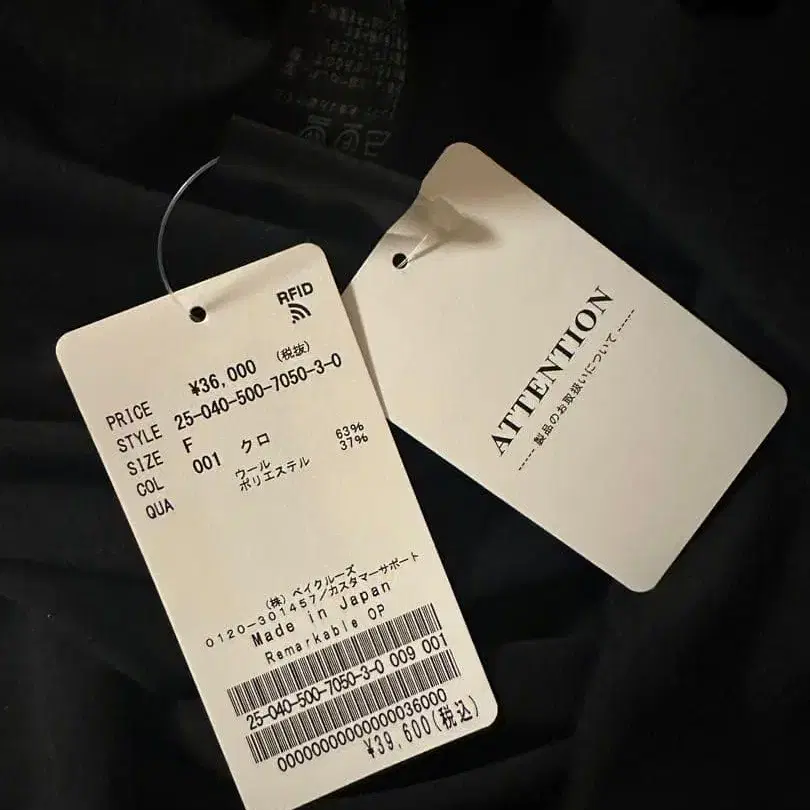 RFID
PRICE ¥36,000 (税抜)
STYLE 25-040-500-7050-3-0
SIZE F
COL 001 クロ
QUA ウール 63%
ポリエステル 37%
(株) ベイクルーズ
0120-301457/カスタマーサポート
Made in Japan
Remarkable OP
25-040-500-7050-3-0 009 001
0000000000000036000
¥39,600(税込)
ATTENTION
----- 製品のお取扱いについて -----